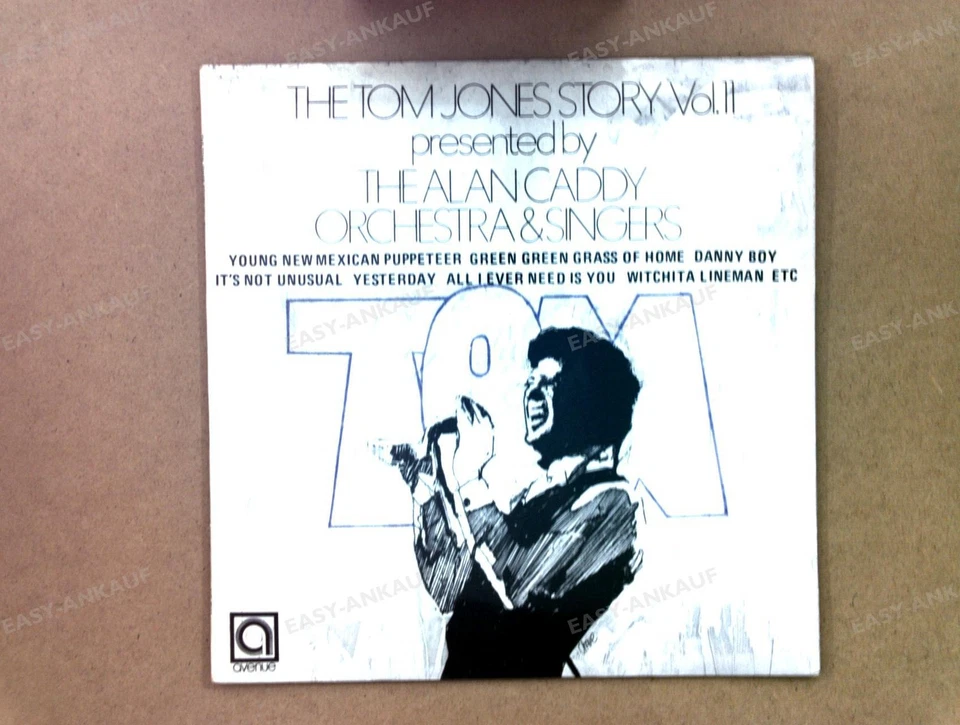 THE TOM JONES STORY Vol. II
presented by
THE ALAN CADDY
ORCHESTRA & SINGERS
YOUNG NEW MEXICAN PUPPETEER GREEN GREEN GRASS OF HOME DANNY BOY
IT'S NOT UNUSUAL YESTERDAY ALL I EVER NEED IS YOU WITCHITA LINEMAN ETC
TOM
a
avenue
EASY-ANKAUF